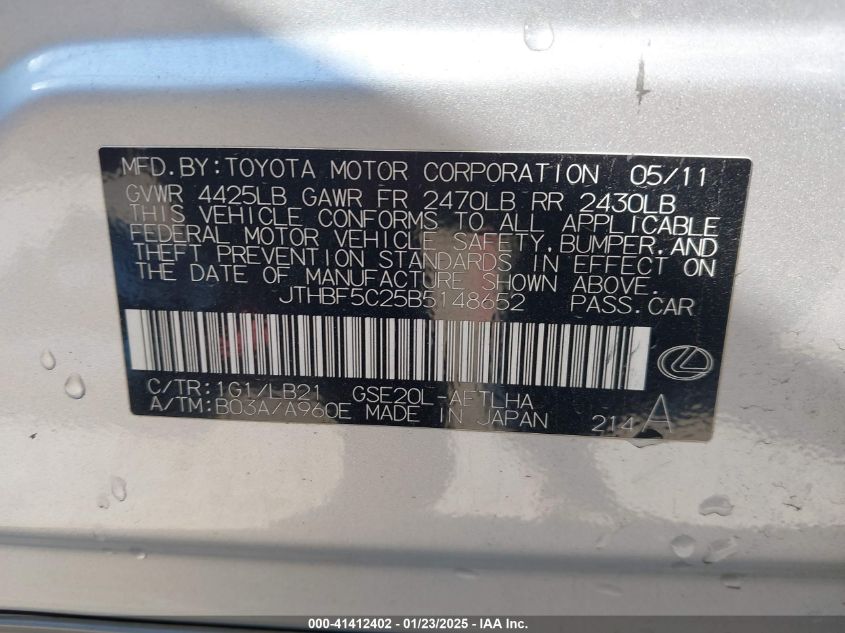 MFD.BY:TOYOTA MOTOR CORPORATION 05/11
GVWR 4425LB GAWR FR 2470LB RR 2430LB
THIS VEHICLE CONFORMS TO ALL APPLICABLE
FEDERAL MOTOR VEHICLE SAFETY,BUMPER,AND
THEFT PREVENTION STANDARDS IN EFFECT ON
THE DATE OF MANUFACTURE SHOWN ABOVE.
JTHBF5C25B5148652 PASS.CAR
C/TR:1G1/LB21 GSE20L-AFTLHA
A/TM:B03A/A960E MADE IN JAPAN 214 A
000-41412402 - 01/23/2025 - IAA Inc.